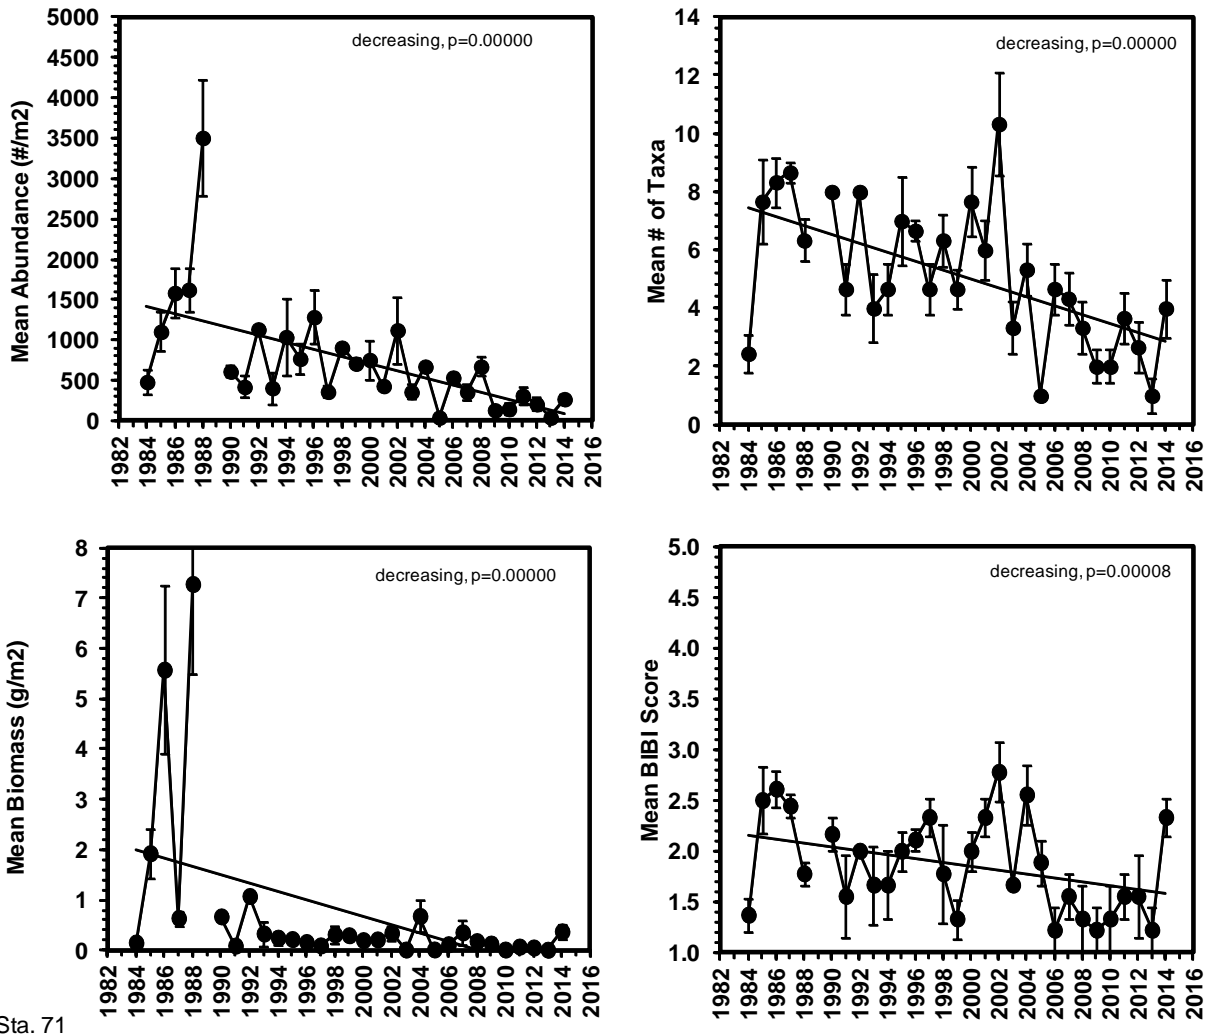 5000
4500
4000
3500
3000
2500
2000
1500
1000
500
0
Mean Abundance (#/m2)
decreasing, p=0.00000
1982 1984 1986 1988 1990 1992 1994 1996 1998 2000 2002 2004 2006 2008 2010 2012 2014 2016
14
12
10
8
6
4
2
0
Mean # of Taxa
decreasing, p=0.00000
1982 1984 1986 1988 1990 1992 1994 1996 1998 2000 2002 2004 2006 2008 2010 2012 2014 2016
8
7
6
5
4
3
2
1
0
Mean Biomass (g/m2)
decreasing, p=0.00000
1982 1984 1986 1988 1990 1992 1994 1996 1998 2000 2002 2004 2006 2008 2010 2012 2014 2016
5.0
4.5
4.0
3.5
3.0
2.5
2.0
1.5
1.0
Mean BIBI Score
decreasing, p=0.00008
1982 1984 1986 1988 1990 1992 1994 1996 1998 2000 2002 2004 2006 2008 2010 2012 2014 2016
Sta. 71